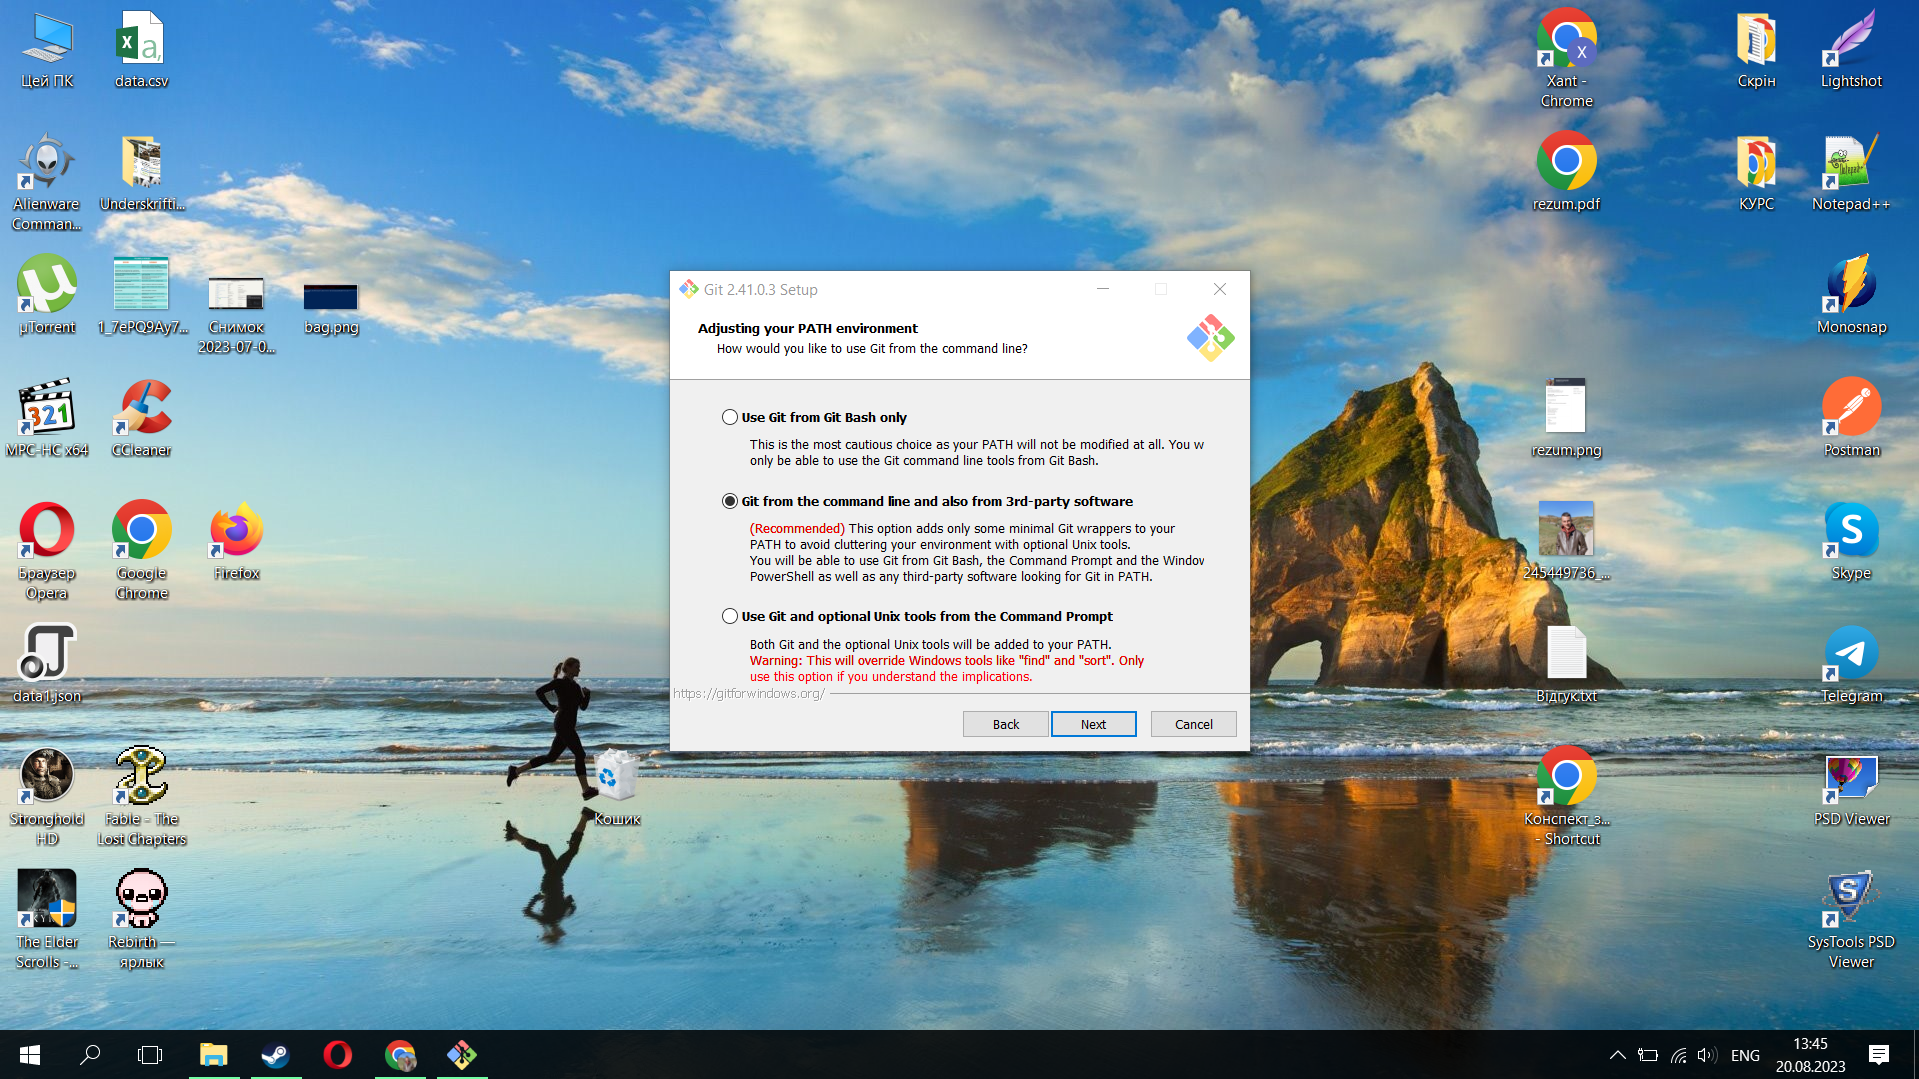 Цей ПК
data.csv
Xant -
Chrome
Скрін
Lightshot
Alienware
Comman...
Underskrifti...
rezum.pdf
КУРС
Notepad++
µTorrent
1_7ePQ9Ay7...
Снимок
2023-07-0...
bag.png
Monosnap
Git 2.41.0.3 Setup
Adjusting your PATH environment
How would you like to use Git from the command line?
Use Git from Git Bash only
This is the most cautious choice as your PATH will not be modified at all. You w
only be able to use the Git command line tools from Git Bash.
Git from the command line and also from 3rd-party software
(Recommended) This option adds only some minimal Git wrappers to your
PATH to avoid cluttering your environment with optional Unix tools.
You will be able to use Git from Git Bash, the Command Prompt and the Window
PowerShell as well as any third-party software looking for Git in PATH.
Use Git and optional Unix tools from the Command Prompt
Both Git and the optional Unix tools will be added to your PATH.
Warning: This will override Windows tools like "find" and "sort". Only
use this option if you understand the implications.
https://gitforwindows.org/
Back
Next
Cancel
MPC-HC x64
CCleaner
rezum.png
Postman
Браузер
Opera
Google
Chrome
Firefox
245449736_...
Skype
data1.json
Відгук.txt
Telegram
Stronghold
HD
Fable - The
Lost Chapters
Кошик
Конспект_з...
- Shortcut
PSD Viewer
The Elder
Scrolls -...
Rebirth —
ярлык
SysTools PSD
Viewer
ENG
13:45
20.08.2023